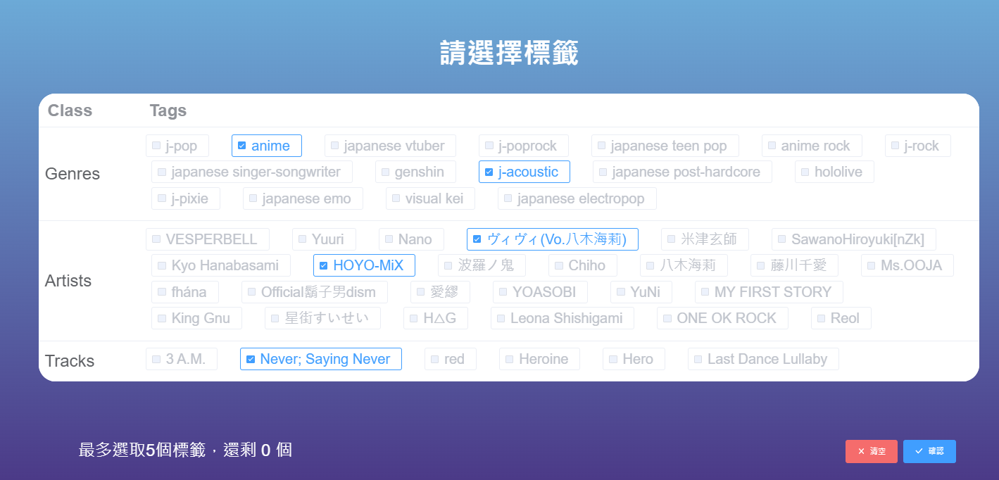 請選擇標籤
Class Tags
Genres
j-pop anime japanese vtuber j-poprock japanese teen pop anime rock j-rock
japanese singer-songwriter genshin j-acoustic japanese post-hardcore hololive
j-pixie japanese emo visual kei japanese electropop
Artists
VESPERBELL Yuuri Nano ヴィヴィ(Vo.八木海莉) 米津玄師 SawanoHiroyuki[nZk]
Kyo Hanabasami HOYO-MiX 波羅ノ鬼 Chiho 八木海莉 藤川千愛 Ms.OOJA
fhána Official髭男dism 愛繆 YOASOBI YuNi MY FIRST STORY
King Gnu 星街すいせい H△G Leona Shishigami ONE OK ROCK Reol
Tracks
3 A.M. Never; Saying Never red Heroine Hero Last Dance Lullaby
最多選取5個標籤，還剩 0 個
清空 確認